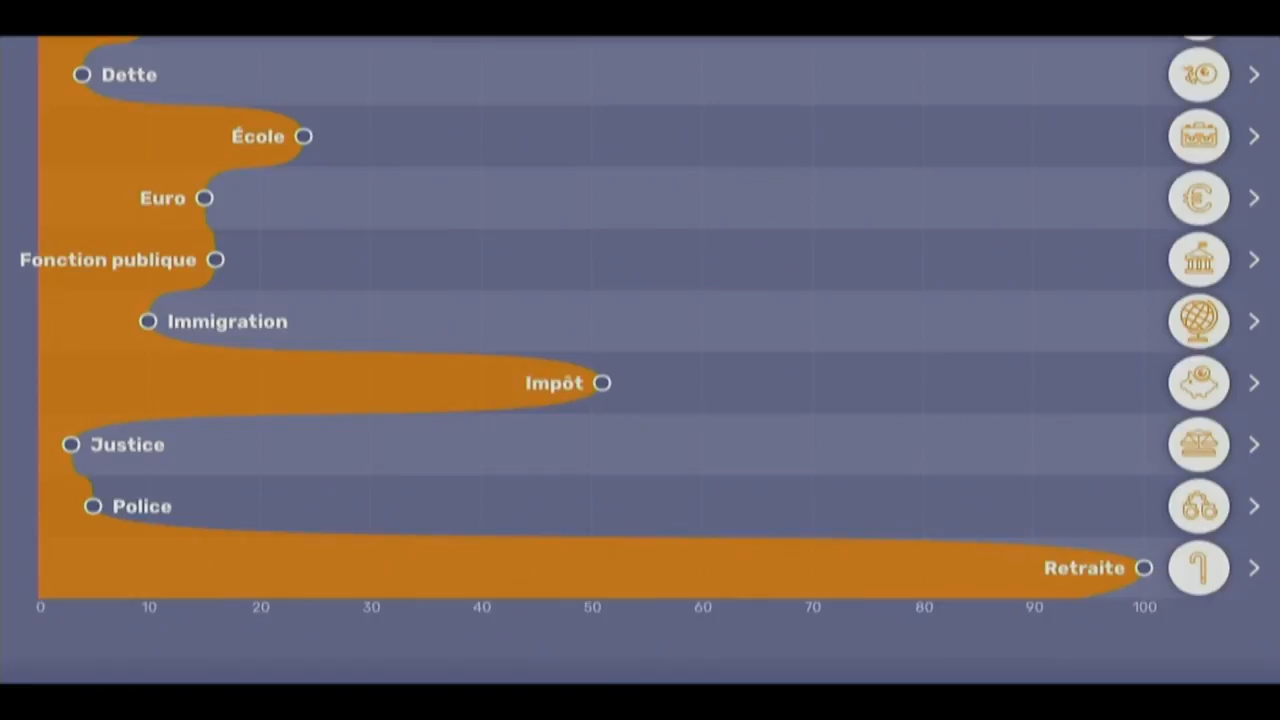 Dette
École
Euro
Fonction publique
Immigration
Impôt
Justice
Police
Retraite
0 10 20 30 40 50 60 70 80 90 100